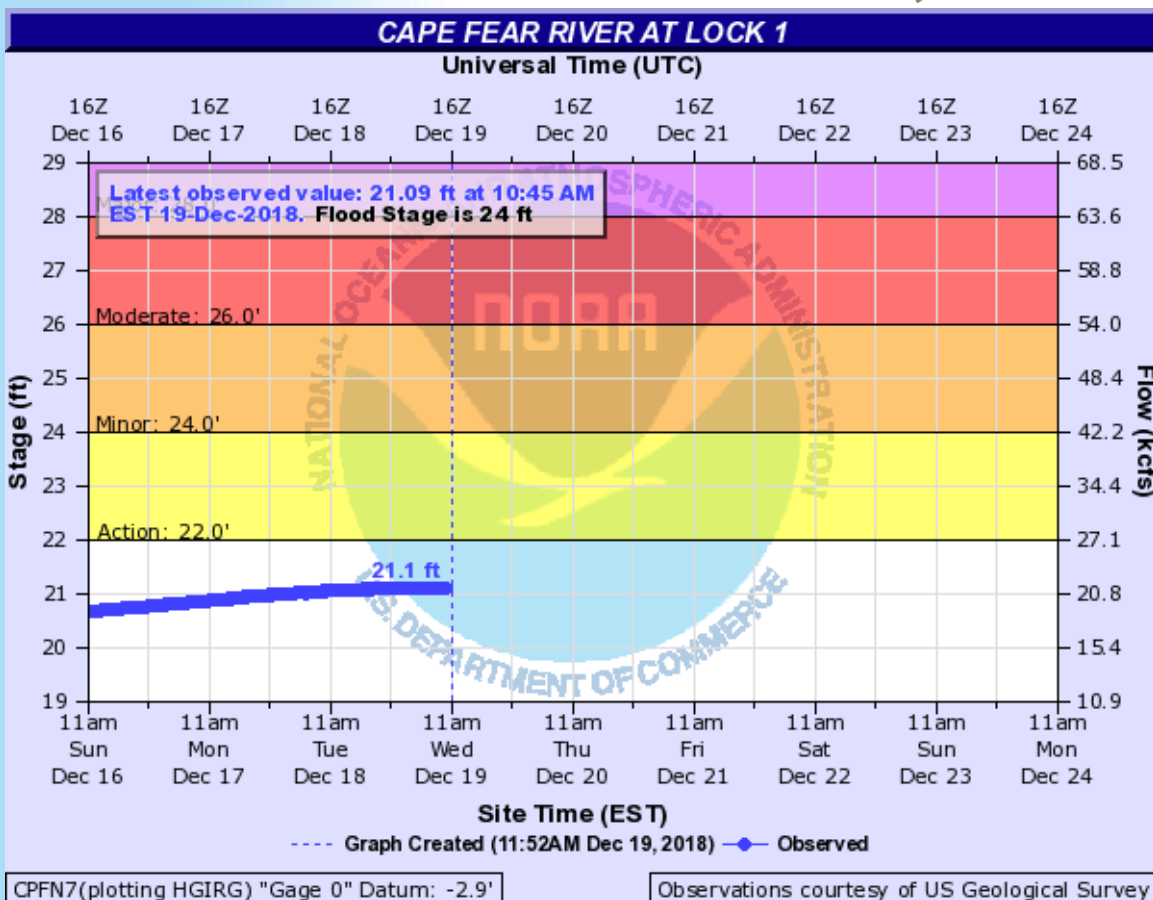 CAPE FEAR RIVER AT LOCK 1
Universal Time (UTC)
16Z 16Z 16Z 16Z 16Z 16Z 16Z 16Z 16Z
Dec 16 Dec 17 Dec 18 Dec 19 Dec 20 Dec 21 Dec 22 Dec 23 Dec 24
Latest observed value: 21.09 ft at 10:45 AM
EST 19-Dec-2018. Flood Stage is 24 ft
29 68.5
28 63.6
27 58.8
Moderate: 26.0'
26 54.0
25 48.4
Minor: 24.0'
24 42.2
23 34.4
Action: 22.0'
22 27.1
21.1 ft
21 20.8
20 15.4
19 10.9
Stage (ft)
Flow (kcfs)
NATIONAL OCEANIC AND ATMOSPHERIC ADMINISTRATION
NOAA
U.S. DEPARTMENT OF COMMERCE
11am 11am 11am 11am 11am 11am 11am 11am 11am
Sun Mon Tue Wed Thu Fri Sat Sun Mon
Dec 16 Dec 17 Dec 18 Dec 19 Dec 20 Dec 21 Dec 22 Dec 23 Dec 24
Site Time (EST)
Graph Created (11:52AM Dec 19, 2018) Observed
CPFN7(plotting HGIRG) "Gage 0" Datum: -2.9'
Observations courtesy of US Geological Survey